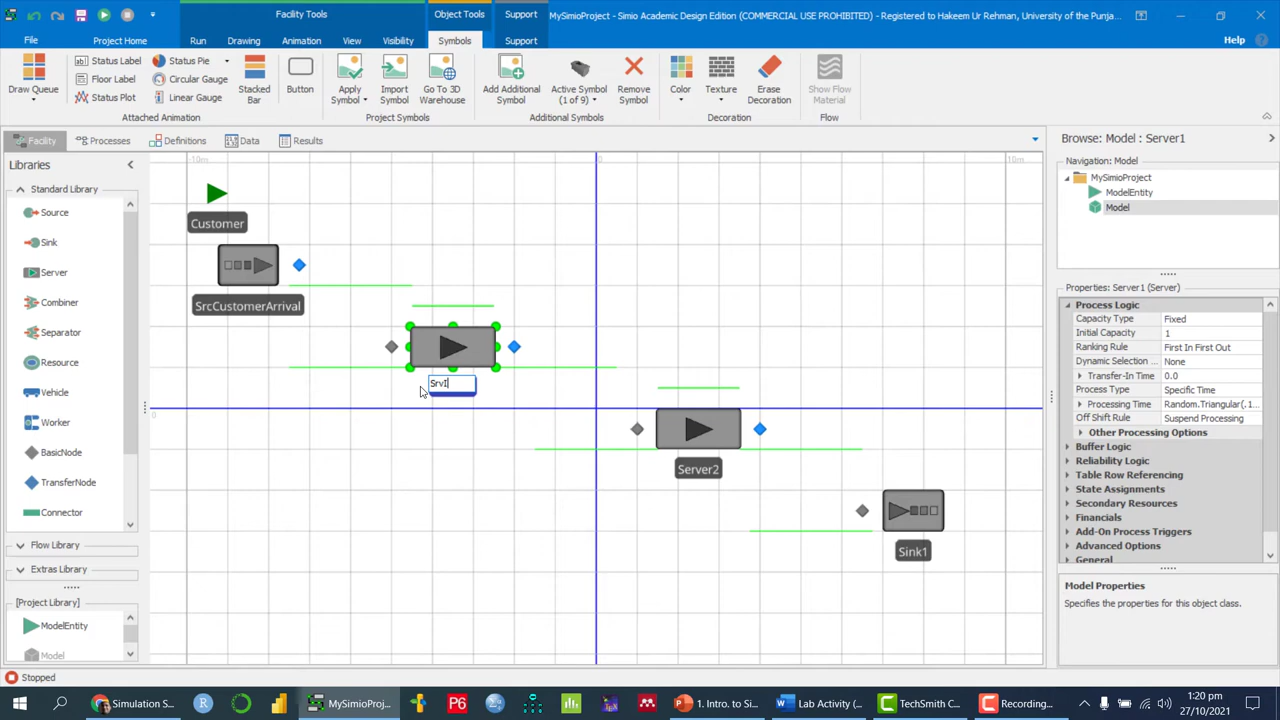 Facility Tools
Object Tools
Support
MySimioProject - Simio Academic Design Edition (COMMERCIAL USE PROHIBITED) - Registered to Hakeem Ur Rehman, University of the Punja...
File
Project Home
Run
Drawing
Animation
View
Visibility
Symbols
Support
Help
Draw Queue
Status Label
Floor Label
Status Plot
Status Pie
Circular Gauge
Linear Gauge
Stacked Bar
Button
Apply Symbol
Import Symbol
Go To 3D Warehouse
Add Additional Symbol
Active Symbol (1 of 9)
Remove Symbol
Color
Texture
Erase Decoration
Show Flow Material
Attached Animation
Project Symbols
Additional Symbols
Decoration
Flow
Facility
Processes
Definitions
Data
Results
Libraries
Standard Library
Source
Sink
Server
Combiner
Separator
Resource
Vehicle
Worker
BasicNode
TransferNode
Connector
Flow Library
Extras Library
[Project Library]
ModelEntity
Model
-10m
0
10m
0
Customer
SrcCustomerArrival
SrvI
Server2
Sink1
Browse: Model : Server1
Navigation: Model
MySimioProject
ModelEntity
Model
Properties: Server1 (Server)
Process Logic
Capacity Type Fixed
Initial Capacity 1
Ranking Rule First In First Out
Dynamic Selection ... None
Transfer-In Time 0.0
Process Type Specific Time
Processing Time Random.Triangular(.1...
Off Shift Rule Suspend Processing
Other Processing Options
Buffer Logic
Reliability Logic
Table Row Referencing
State Assignments
Secondary Resources
Financials
Add-On Process Triggers
Advanced Options
General
Model Properties
Specifies the properties for this object class.
Stopped
Simulation S...
MySimioProj...
1. Intro. to Si...
Lab Activity (...
TechSmith C...
Recording...
1:20 pm
27/10/2021